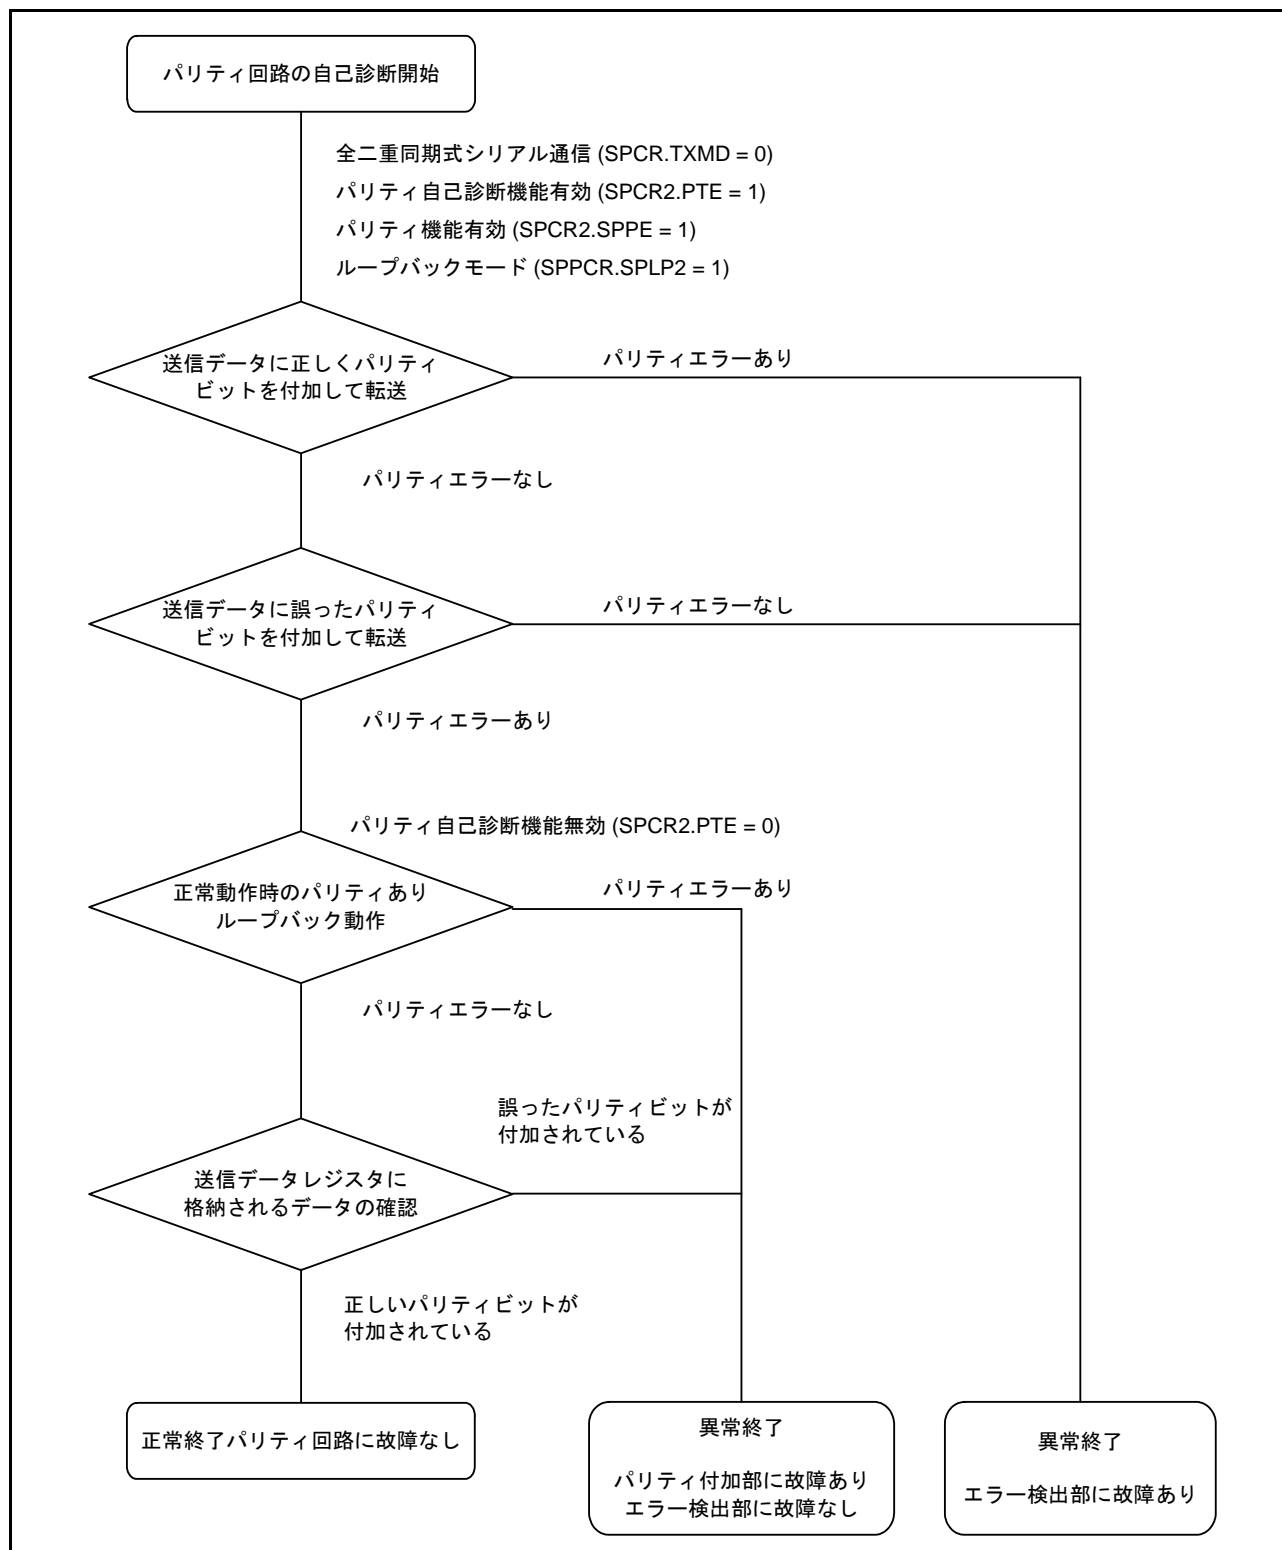 パリティ回路の自己診断開始
全二重同期式シリアル通信 (SPCR.TXMD = 0)
パリティ自己診断機能有効 (SPCR2.PTE = 1)
パリティ機能有効 (SPCR2.SPPE = 1)
ループバックモード (SPPCR.SPLP2 = 1)
送信データに正しくパリティ
ビットを付加して転送
パリティエラーあり
パリティエラーなし
送信データに誤ったパリティ
ビットを付加して転送
パリティエラーなし
パリティエラーあり
パリティ自己診断機能無効 (SPCR2.PTE = 0)
正常動作時のパリティあり
ループバック動作
パリティエラーあり
パリティエラーなし
誤ったパリティビットが
付加されている
送信データレジスタに
格納されるデータの確認
正しいパリティビットが
付加されている
正常終了パリティ回路に故障なし
異常終了
パリティ付加部に故障あり
エラー検出部に故障なし
異常終了
エラー検出部に故障あり